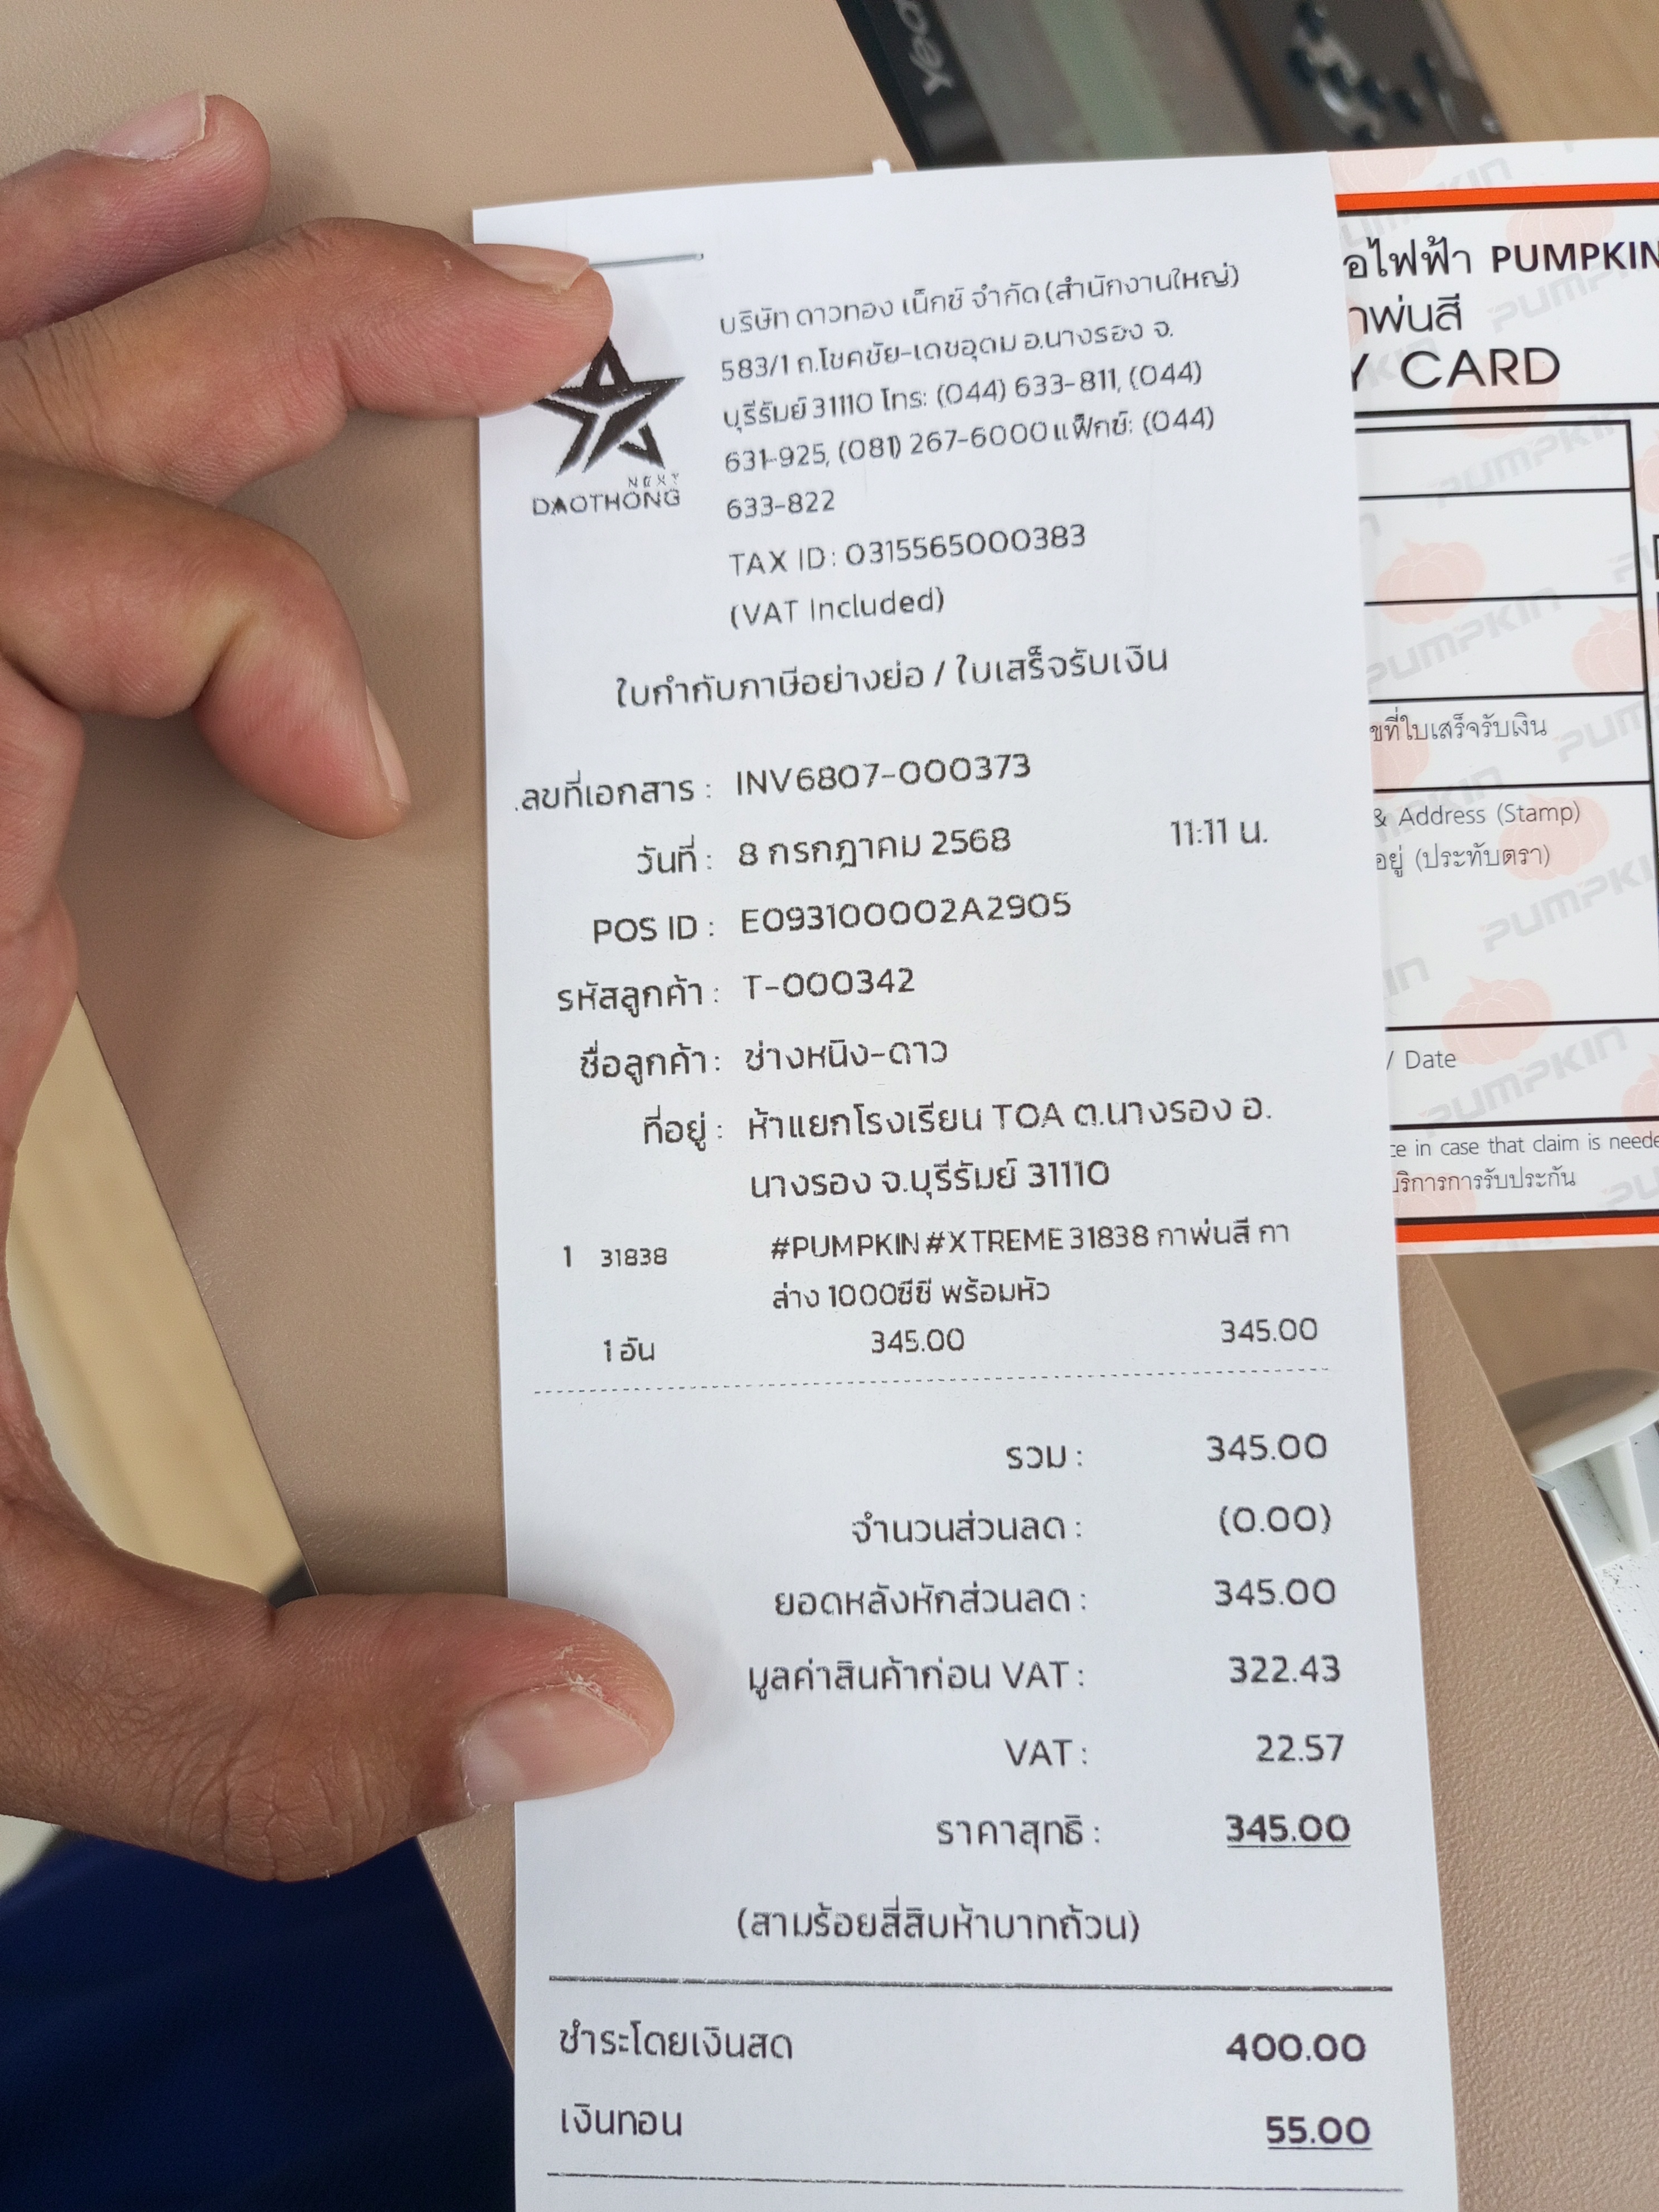 Yeo
บริษัท ดาวทอง เน็กซ์ จำกัด (สำนักงานใหญ่)
583/1 ถ.โชคชัย-เดชอุดม อ.นางรอง จ.
บุรีรัมย์ 31110 โทร: (044) 633-811, (044)
631-925, (081) 267-6000 แฟ็กซ์: (044)
633-822
NEXT
DAOTHONG
TAX ID : 0315565000383
(VAT Included)
ใบกำกับภาษีอย่างย่อ / ใบเสร็จรับเงิน
ลขที่เอกสาร : INV6807-000373
วันที่ : 8 กรกฎาคม 2568 11:11 น.
POS ID : E093100002A2905
รหัสลูกค้า : T-000342
ชื่อลูกค้า : ช่างหนิง-ดาว
ที่อยู่ : ห้าแยกโรงเรียน TOA ต.นางรอง อ.
นางรอง จ.บุรีรัมย์ 31110
1 31838 #PUMPKIN #XTREME 31838 กาพ่นสี กา
ล่าง 1000ซีซี พร้อมหัว
1 อัน 345.00 345.00
รวม : 345.00
จำนวนส่วนลด : (0.00)
ยอดหลังหักส่วนลด : 345.00
มูลค่าสินค้าก่อน VAT : 322.43
VAT : 22.57
ราคาสุทธิ : 345.00
(สามร้อยสี่สิบห้าบาทถ้วน)
ชำระโดยเงินสด 400.00
เงินทอน 55.00
อไฟฟ้า PUMPKIN
าพ่นสี
Y CARD
ขที่ใบเสร็จรับเงิน
& Address (Stamp)
อยู่ (ประทับตรา)
/ Date
ce in case that claim is neede
ริการการรับประกัน
PUMPKIN